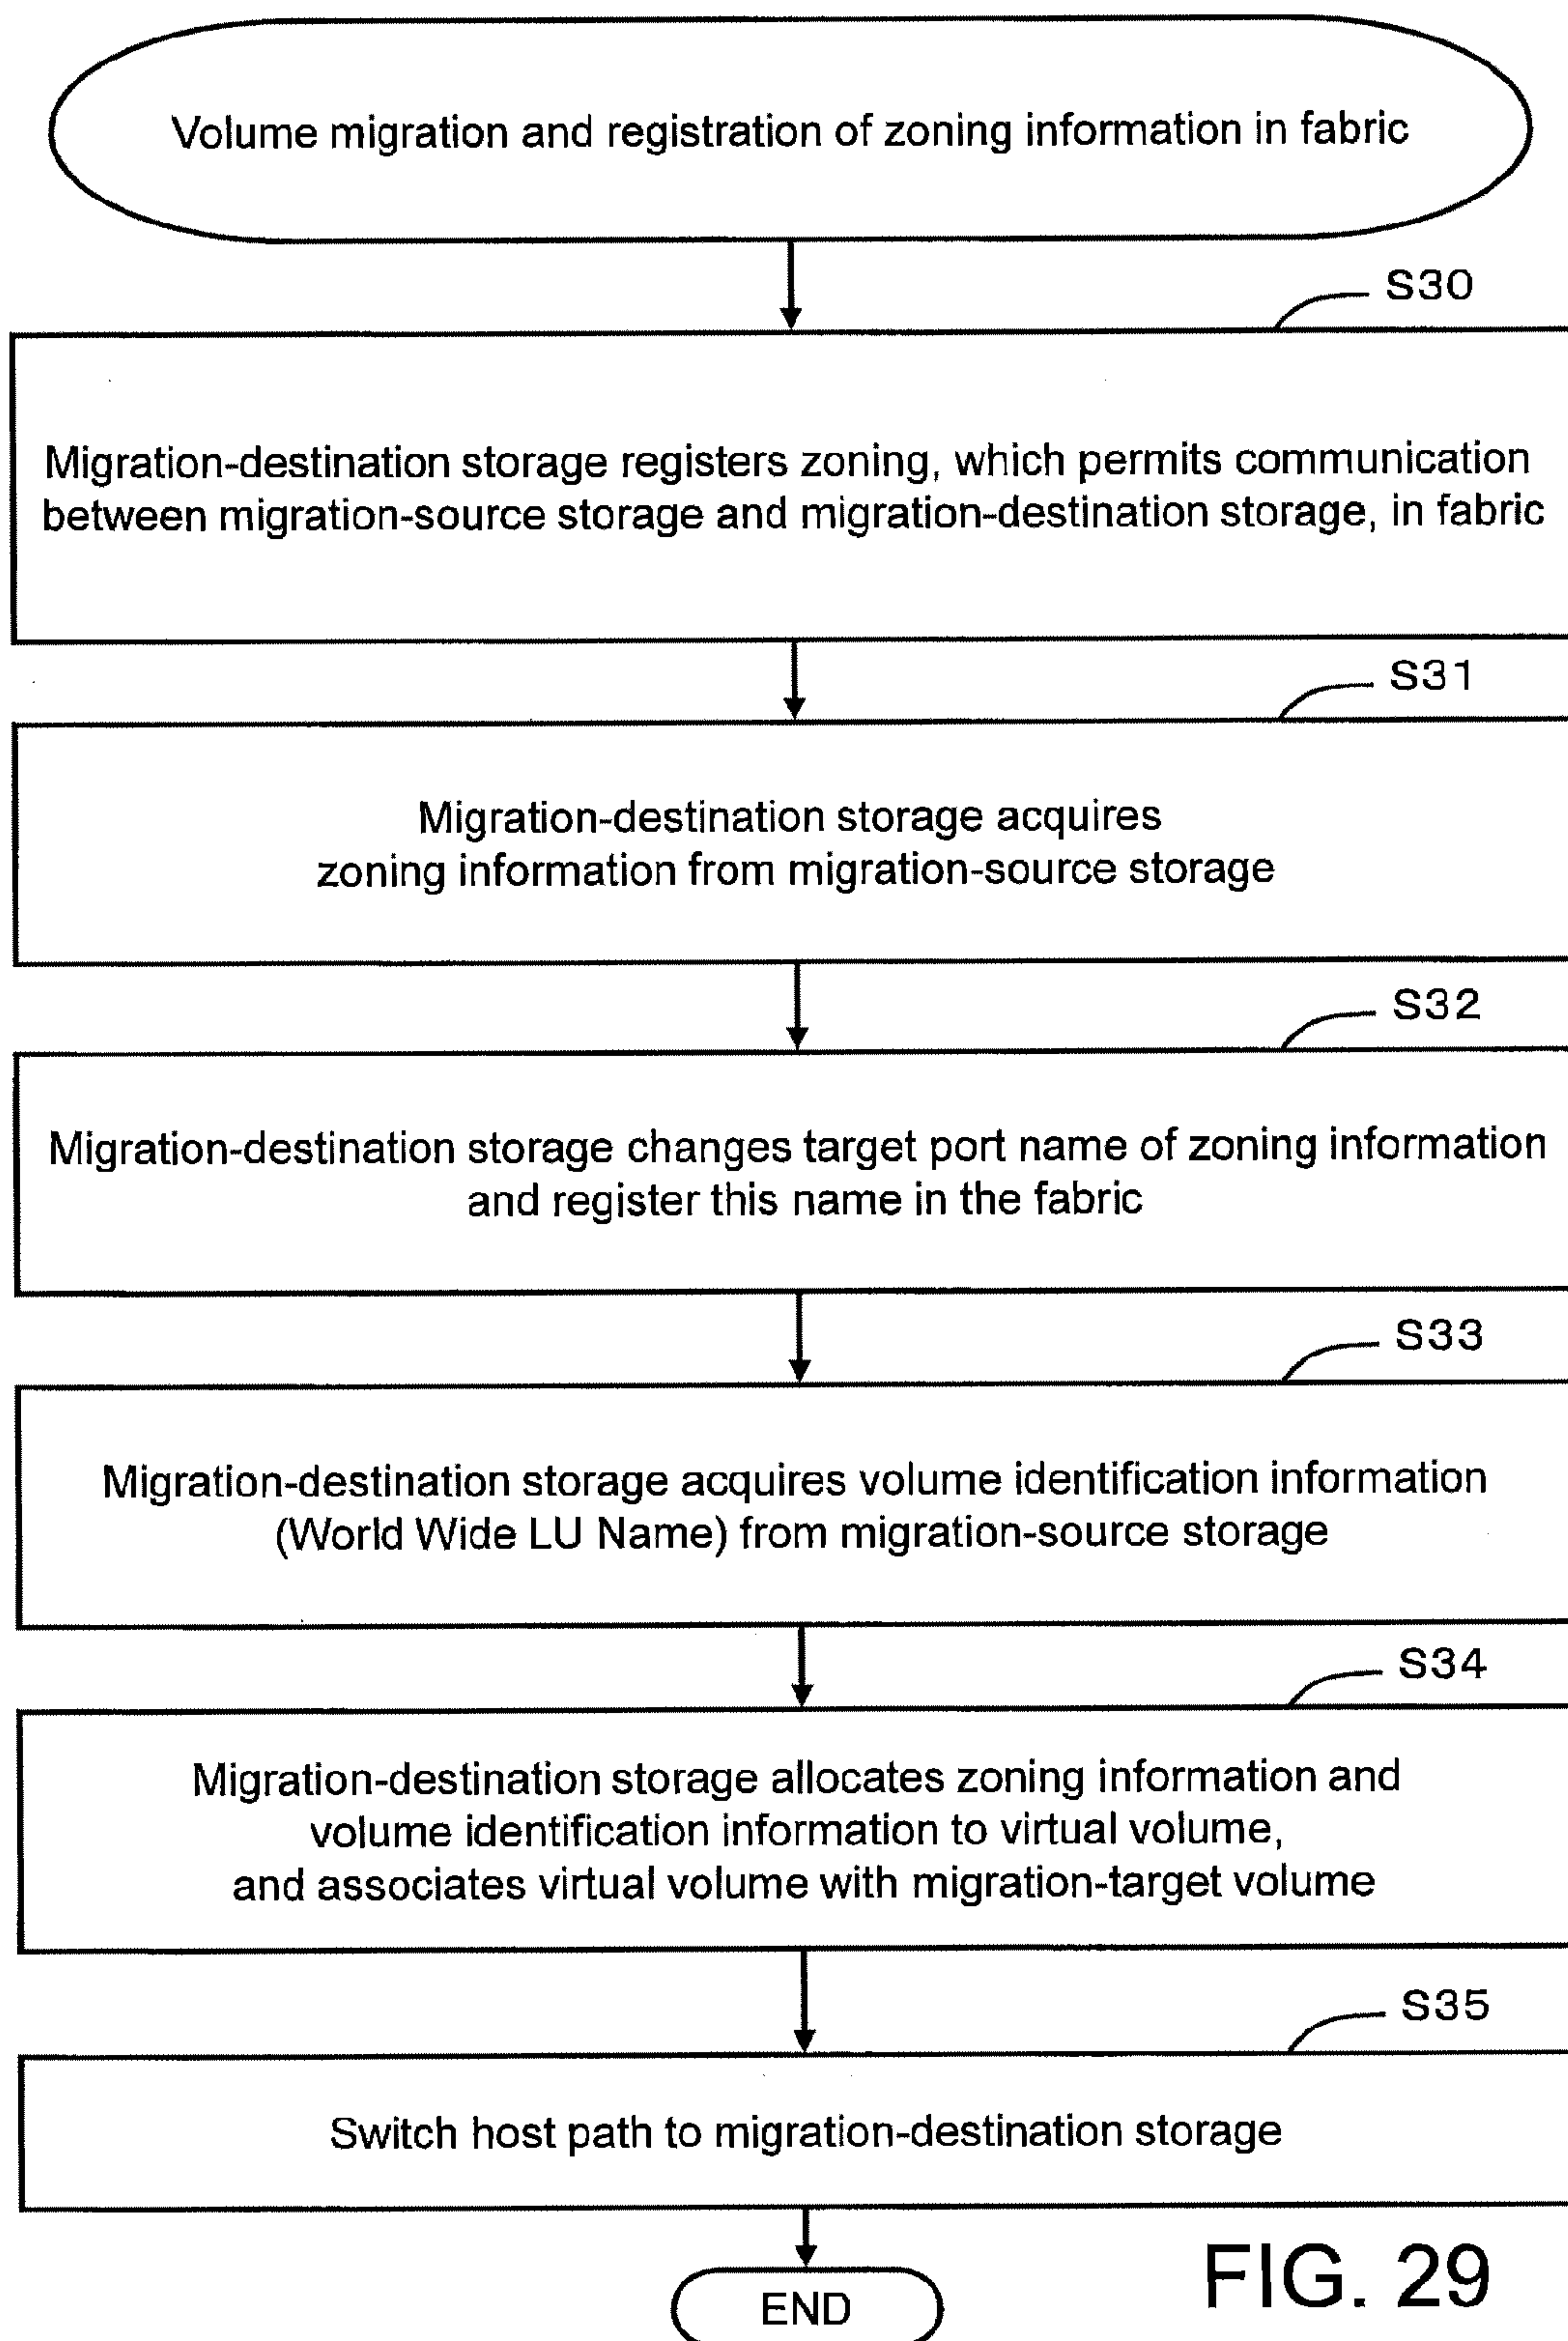 Volume migration and registration of zoning information in fabric
S30
Migration-destination storage registers zoning, which permits communication
between migration-source storage and migration-destination storage, in fabric
S31
Migration-destination storage acquires
zoning information from migration-source storage
S32
Migration-destination storage changes target port name of zoning information
and register this name in the fabric
S33
Migration-destination storage acquires volume identification information
(World Wide LU Name) from migration-source storage
S34
Migration-destination storage allocates zoning information and
volume identification information to virtual volume,
and associates virtual volume with migration-target volume
S35
Switch host path to migration-destination storage
END
FIG. 29